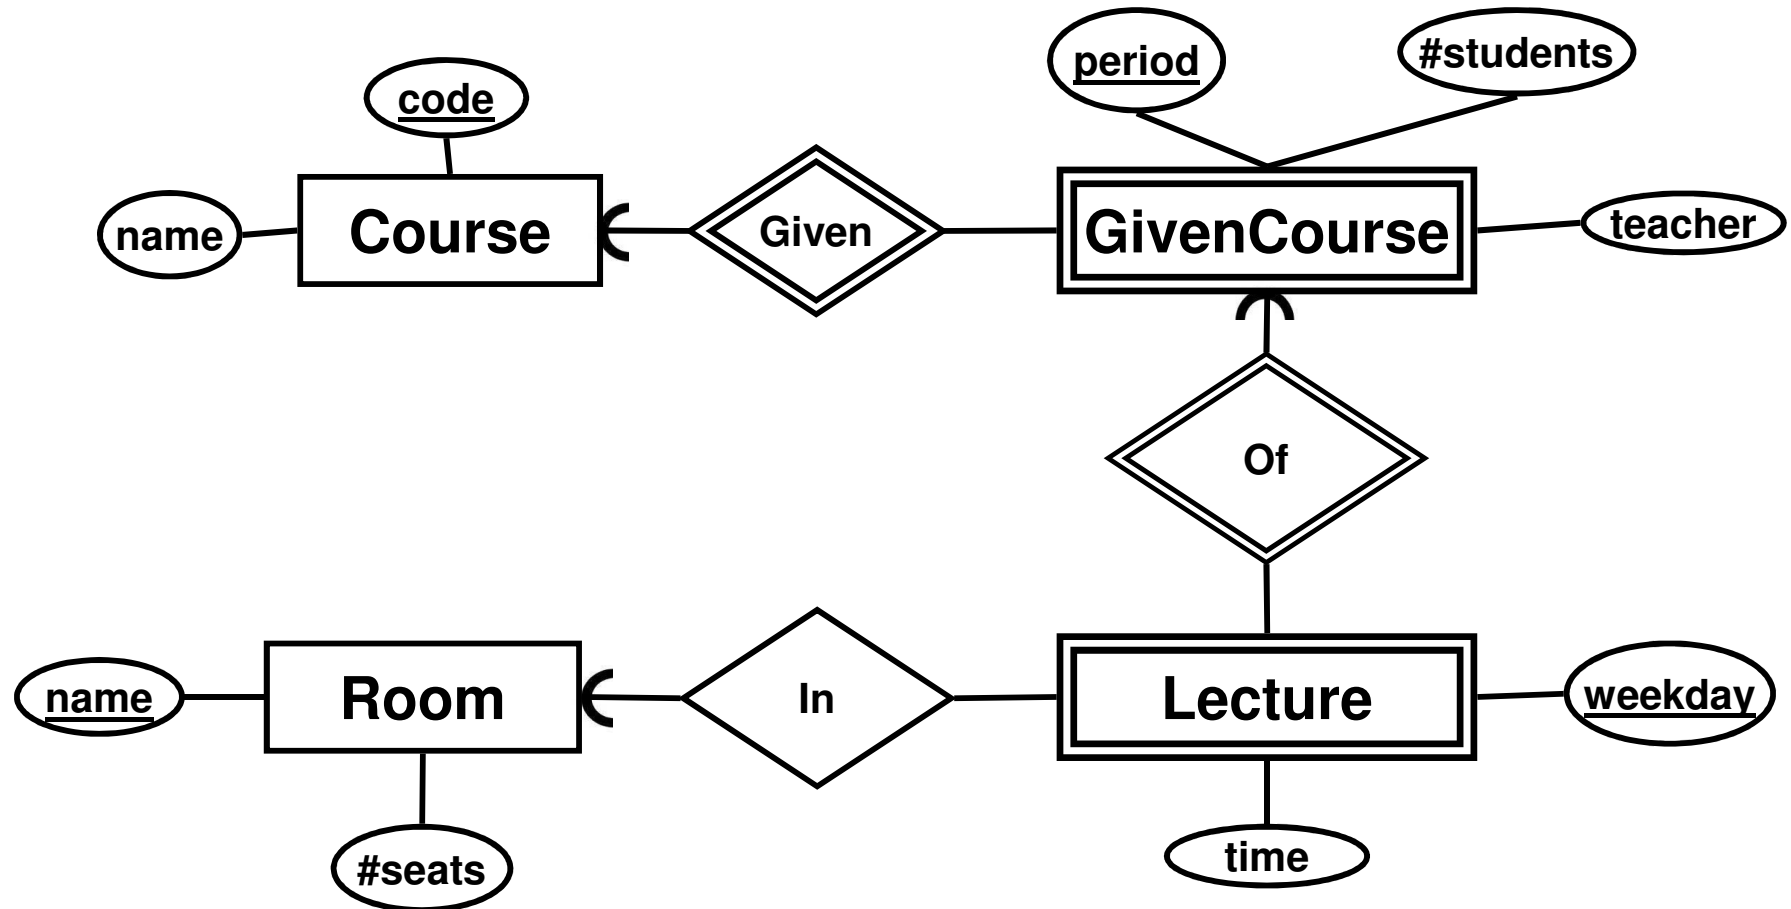 period
#students
code
name
Course
Given
GivenCourse
teacher
Of
name
Room
In
Lecture
weekday
#seats
time